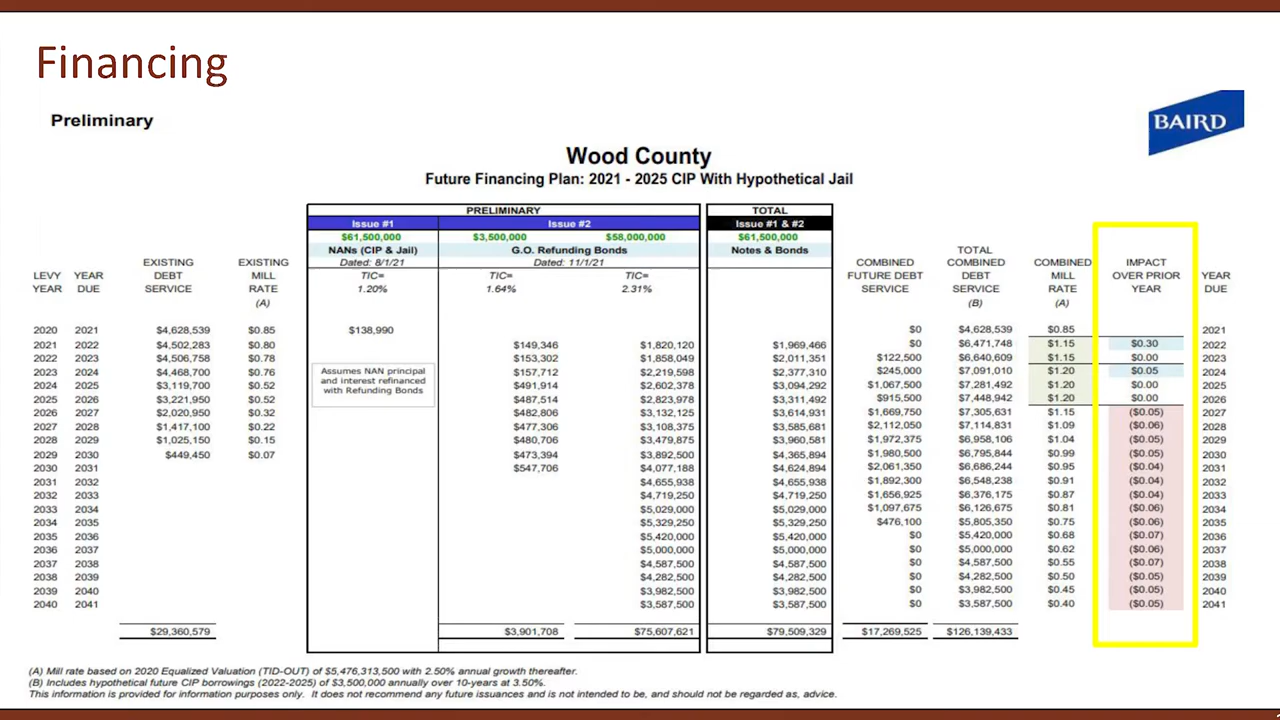 Financing
Preliminary
BAIRD
Wood County
Future Financing Plan: 2021 - 2025 CIP With Hypothetical Jail
PRELIMINARY TOTAL
Issue #1 Issue #2 Issue #1 & #2
$61,500,000 $3,500,000 $58,000,000 $61,500,000
NANs (CIP & Jail) G.O. Refunding Bonds Notes & Bonds
Dated: 8/1/21 Dated: 11/1/21
TOTAL
EXISTING EXISTING COMBINED COMBINED COMBINED IMPACT
LEVY YEAR DEBT MILL TIC= TIC= TIC= FUTURE DEBT DEBT MILL OVER PRIOR YEAR
YEAR DUE SERVICE RATE 1.20% 1.64% 2.31% SERVICE SERVICE RATE YEAR DUE
(A) (B) (A)
2020 2021 $4,628,539 $0.85 $138,990 $0 $4,628,539 $0.85 2021
2021 2022 $4,502,283 $0.80 $149,346 $1,820,120 $1,969,466 $0 $6,471,748 $1.15 $0.30 2022
2022 2023 $4,506,758 $0.78 $153,302 $1,858,049 $2,011,351 $122,500 $6,640,609 $1.15 $0.00 2023
2023 2024 $4,468,700 $0.76 Assumes NAN principal $157,712 $2,219,598 $2,377,310 $245,000 $7,091,010 $1.20 $0.05 2024
2024 2025 $3,119,700 $0.52 and interest refinanced $491,914 $2,602,378 $3,094,292 $1,067,500 $7,281,492 $1.20 $0.00 2025
2025 2026 $3,221,950 $0.52 with Refunding Bonds $487,514 $2,823,978 $3,311,492 $915,500 $7,448,942 $1.20 $0.00 2026
2026 2027 $2,020,950 $0.32 $482,806 $3,132,125 $3,614,931 $1,669,750 $7,305,631 $1.15 ($0.05) 2027
2027 2028 $1,417,100 $0.22 $477,306 $3,108,375 $3,585,681 $2,112,050 $7,114,831 $1.09 ($0.06) 2028
2028 2029 $1,025,150 $0.15 $480,706 $3,479,875 $3,960,581 $1,972,375 $6,958,106 $1.04 ($0.05) 2029
2029 2030 $449,450 $0.07 $473,394 $3,892,500 $4,365,894 $1,980,500 $6,795,844 $0.99 ($0.05) 2030
2030 2031 $547,706 $4,077,188 $4,624,894 $2,061,350 $6,686,244 $0.95 ($0.04) 2031
2031 2032 $4,655,938 $4,655,938 $1,892,300 $6,548,238 $0.91 ($0.04) 2032
2032 2033 $4,719,250 $4,719,250 $1,656,925 $6,376,175 $0.87 ($0.04) 2033
2033 2034 $5,029,000 $5,029,000 $1,097,675 $6,126,675 $0.81 ($0.06) 2034
2034 2035 $5,329,250 $5,329,250 $476,100 $5,805,350 $0.75 ($0.06) 2035
2035 2036 $5,420,000 $5,420,000 $0 $5,420,000 $0.68 ($0.07) 2036
2036 2037 $5,000,000 $5,000,000 $0 $5,000,000 $0.62 ($0.06) 2037
2037 2038 $4,587,500 $4,587,500 $0 $4,587,500 $0.55 ($0.07) 2038
2038 2039 $4,282,500 $4,282,500 $0 $4,282,500 $0.50 ($0.05) 2039
2039 2040 $3,982,500 $3,982,500 $0 $3,982,500 $0.45 ($0.05) 2040
2040 2041 $3,587,500 $3,587,500 $0 $3,587,500 $0.40 ($0.05) 2041
$29,360,579 $3,901,708 $75,607,621 $79,509,329 $17,269,525 $126,139,433
(A) Mill rate based on 2020 Equalized Valuation (TID-OUT) of $5,476,313,500 with 2.50% annual growth thereafter.
(B) Includes hypothetical future CIP borrowings (2022-2025) of $3,500,000 annually over 10-years at 3.50%.
This information is provided for information purposes only. It does not recommend any future issuances and is not intended to be, and should not be regarded as, advice.